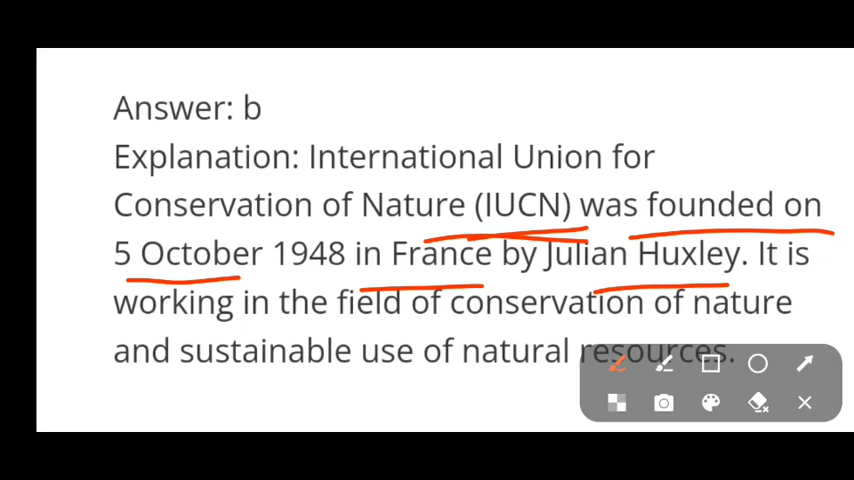 Answer: b
Explanation: International Union for
Conservation of Nature (IUCN) was founded on
5 October 1948 in France by Julian Huxley. It is
working in the field of conservation of nature
and sustainable use of natural resources.